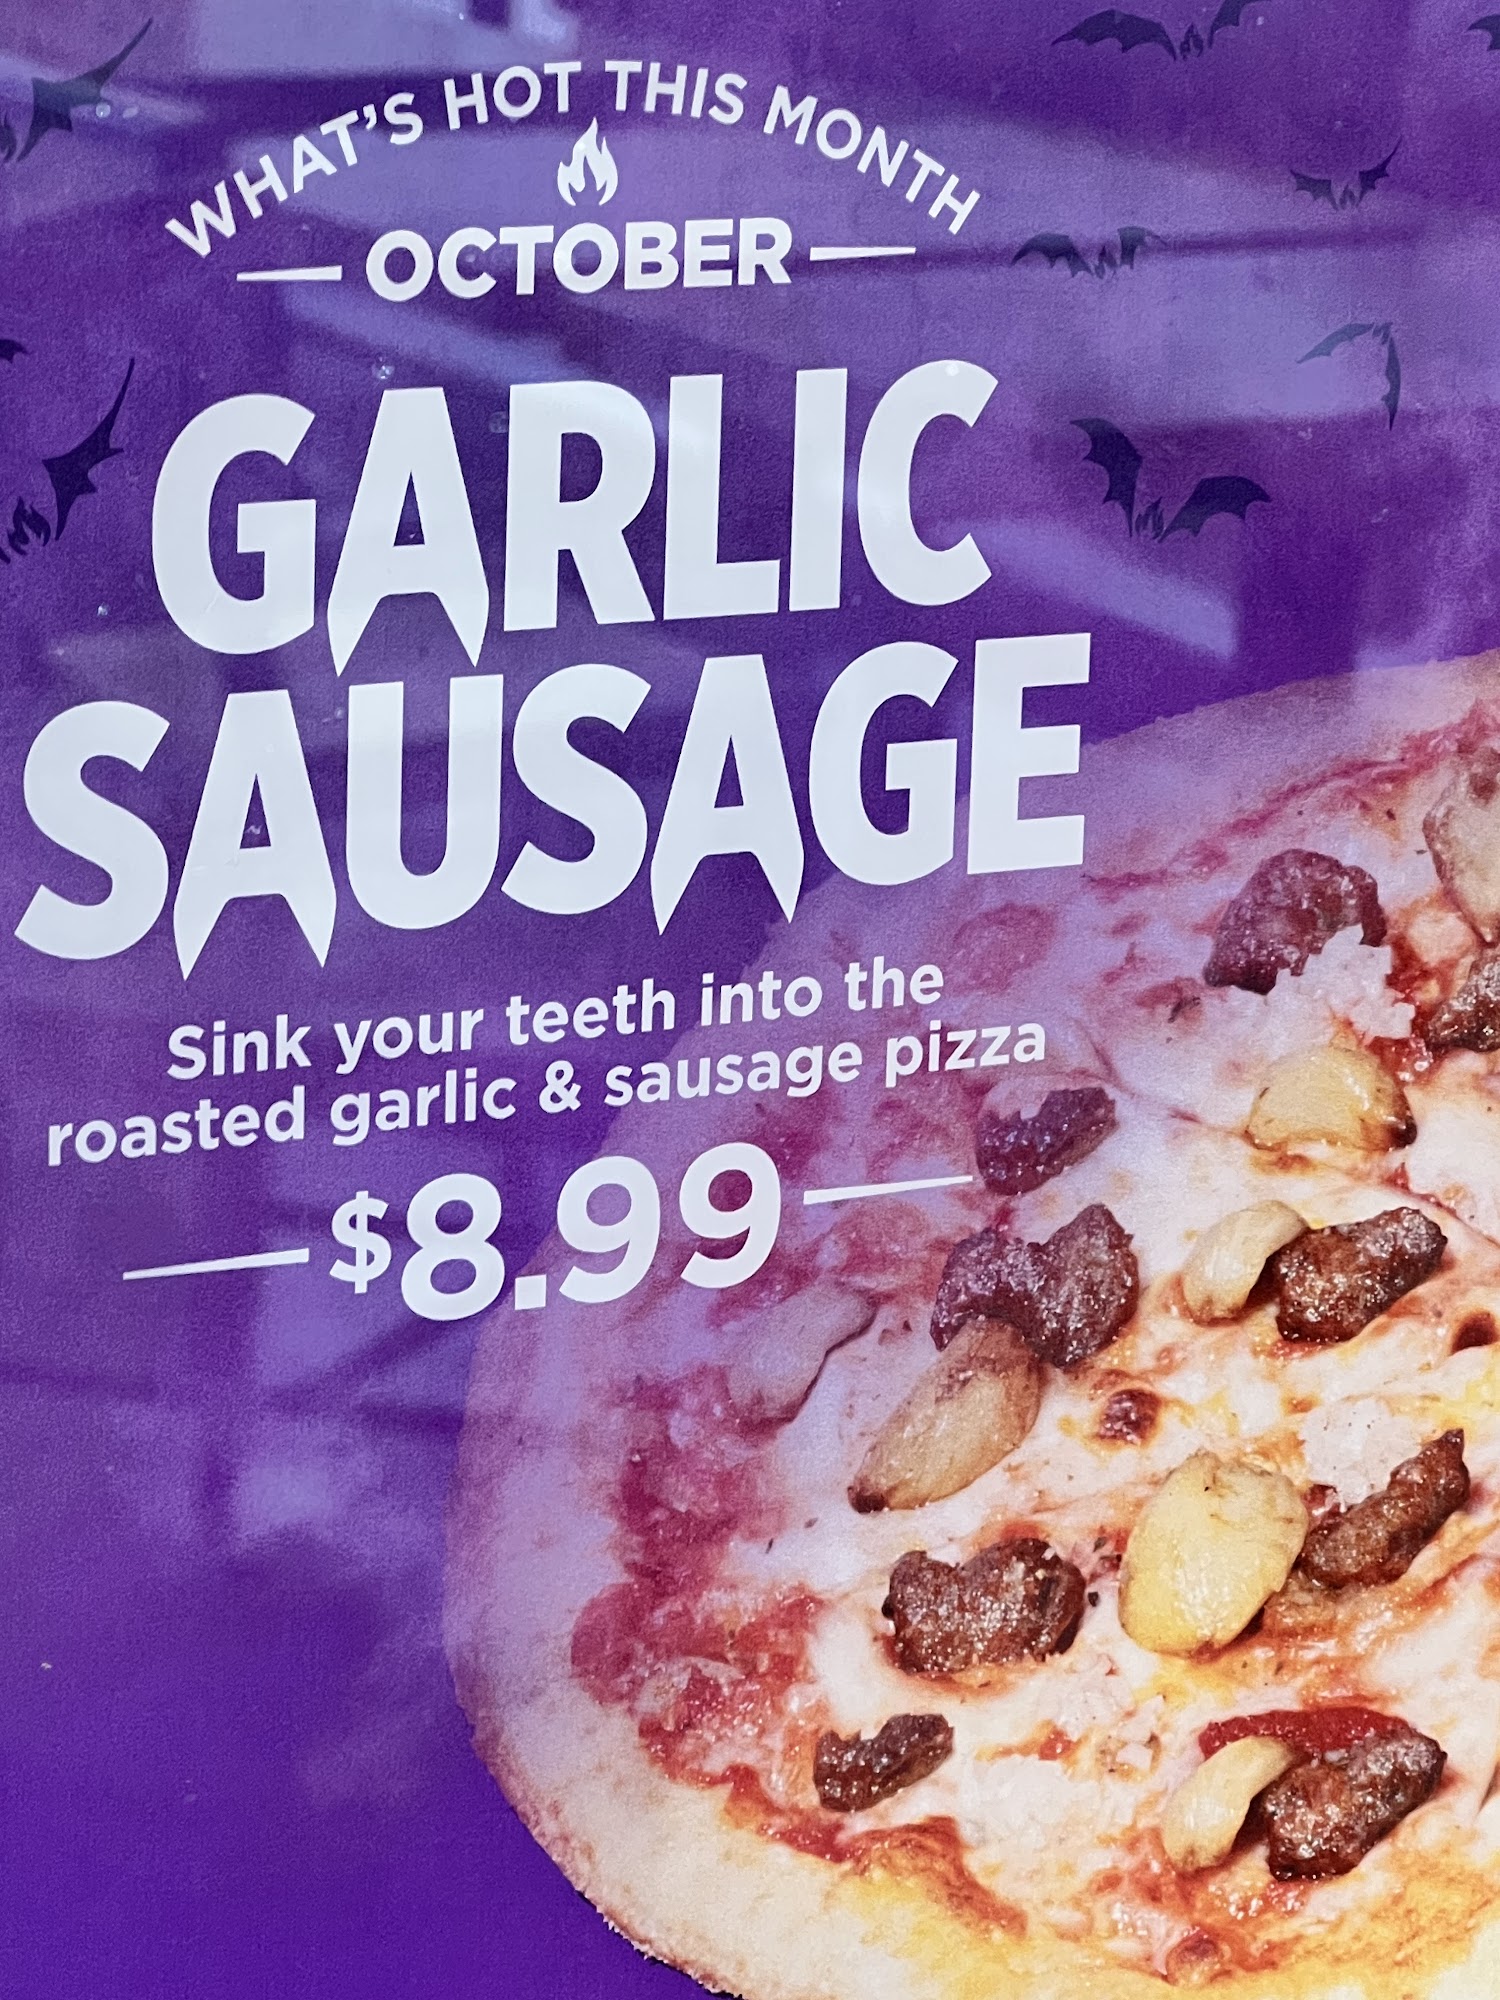 WHAT'S HOT THIS MONTH
OCTOBER
GARLIC
SAUSAGE
Sink your teeth into the
roasted garlic & sausage pizza
$8.99